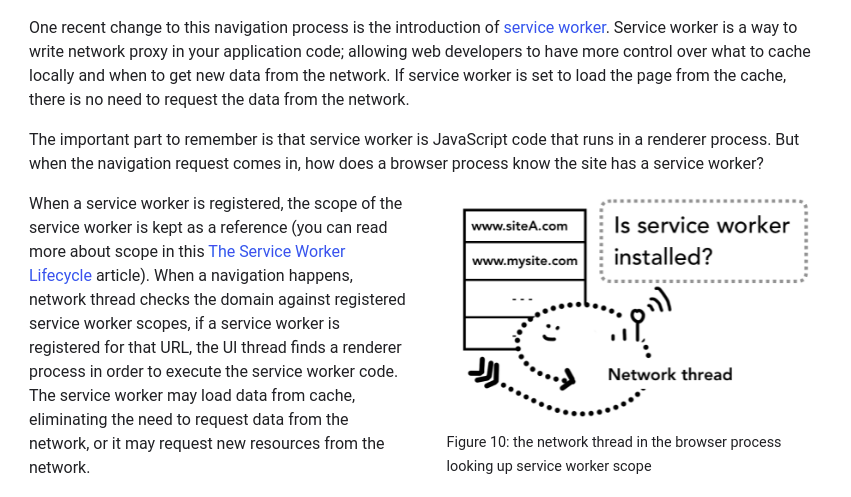 One recent change to this navigation process is the introduction of service worker. Service worker is a way to
write network proxy in your application code; allowing web developers to have more control over what to cache
locally and when to get new data from the network. If service worker is set to load the page from the cache,
there is no need to request the data from the network.
The important part to remember is that service worker is JavaScript code that runs in a renderer process. But
when the navigation request comes in, how does a browser process know the site has a service worker?
When a service worker is registered, the scope of the
service worker is kept as a reference (you can read
more about scope in this The Service Worker
Lifecycle article). When a navigation happens,
network thread checks the domain against registered
service worker scopes, if a service worker is
registered for that URL, the UI thread finds a renderer
process in order to execute the service worker code.
The service worker may load data from cache,
eliminating the need to request data from the
network, or it may request new resources from the
network.
www.siteA.com
www.mysite.com
---
Is service worker
installed?
Network thread
Figure 10: the network thread in the browser process
looking up service worker scope